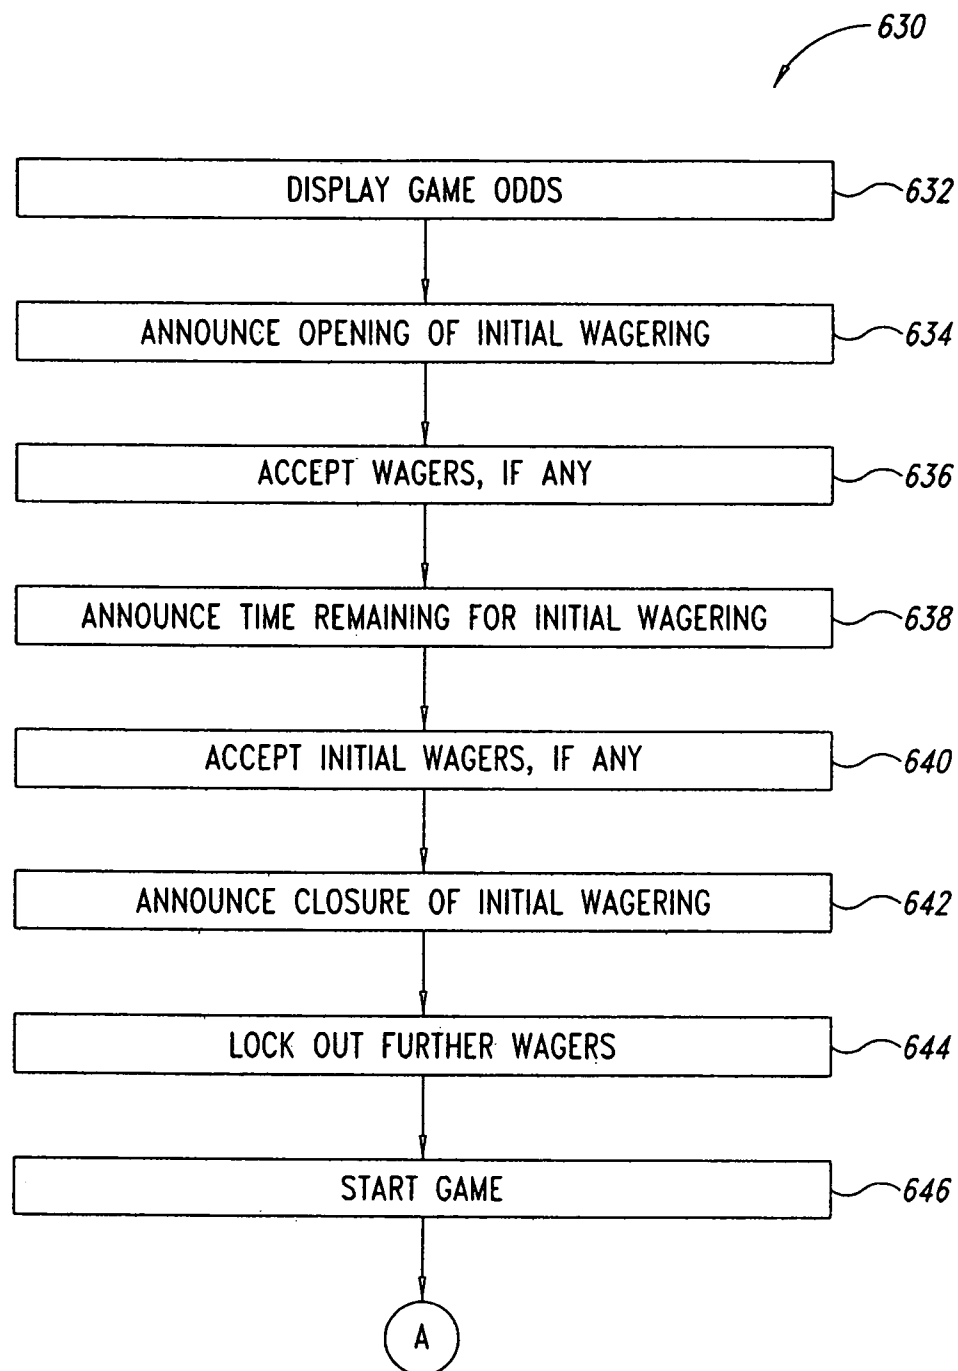 630
DISPLAY GAME ODDS 632
ANNOUNCE OPENING OF INITIAL WAGERING 634
ACCEPT WAGERS, IF ANY 636
ANNOUNCE TIME REMAINING FOR INITIAL WAGERING 638
ACCEPT INITIAL WAGERS, IF ANY 640
ANNOUNCE CLOSURE OF INITIAL WAGERING 642
LOCK OUT FURTHER WAGERS 644
START GAME 646
A